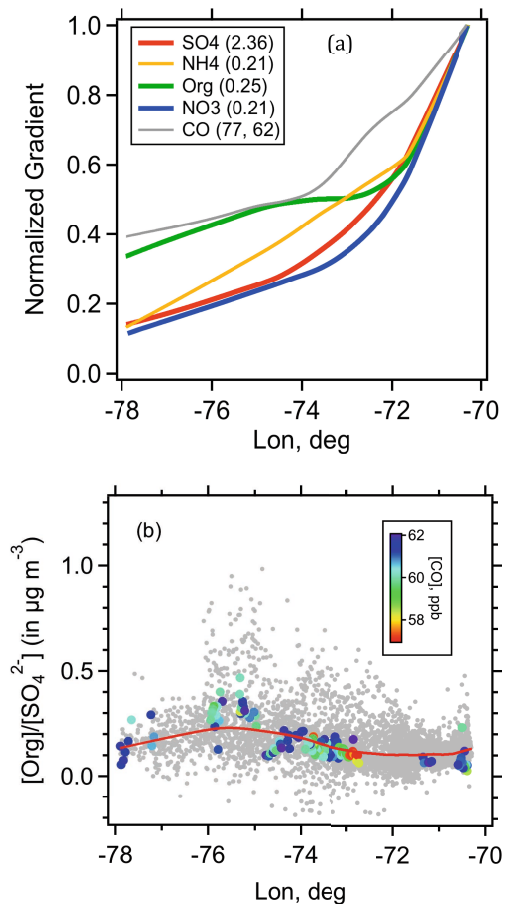 (a)
SO4 (2.36)
NH4 (0.21)
Org (0.25)
NO3 (0.21)
CO (77, 62)
Normalized Gradient
1.0
0.8
0.6
0.4
0.2
0.0
-78 -76 -74 -72 -70
Lon, deg
(b)
62
60
58
[CO], ppb
[Org]/[SO₄²⁻] (in µg m⁻³)
1.0
0.5
0.0
-78 -76 -74 -72 -70
Lon, deg